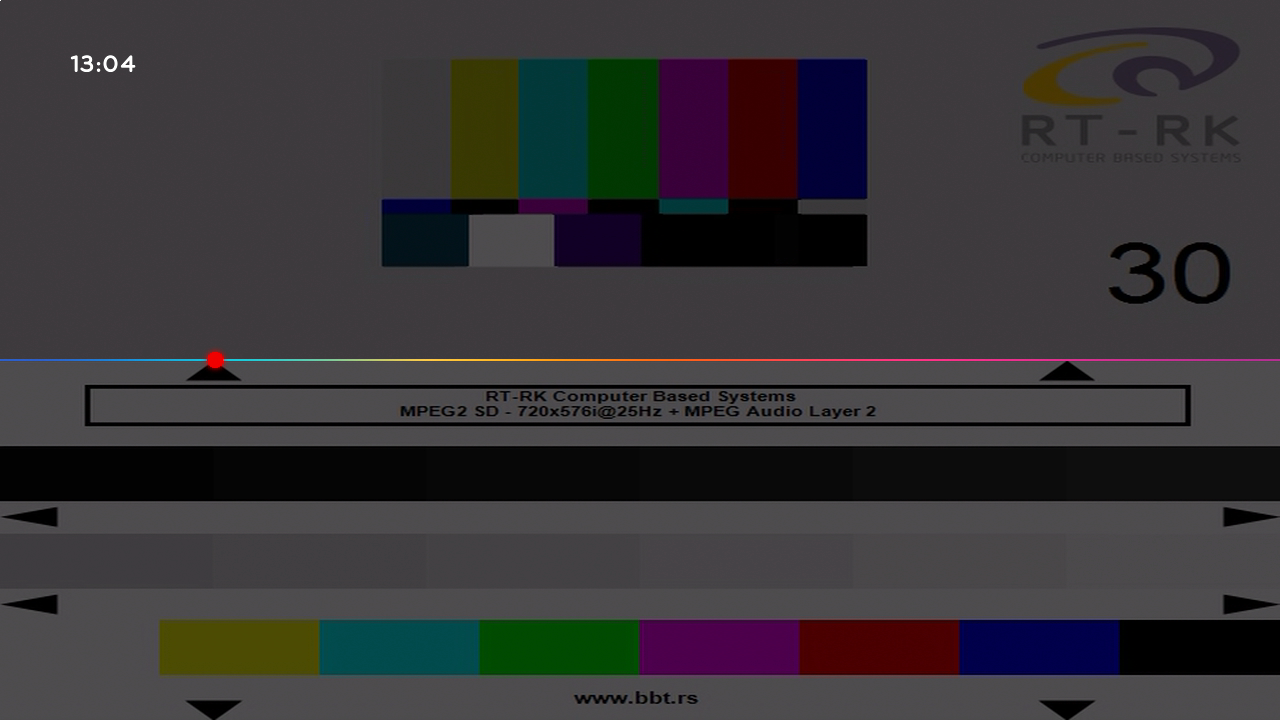 13:04
RT-RK
COMPUTER BASED SYSTEMS
30
RT-RK Computer Based Systems
MPEG2 SD - 720x576i@25Hz + MPEG Audio Layer 2
www.bbt.rs